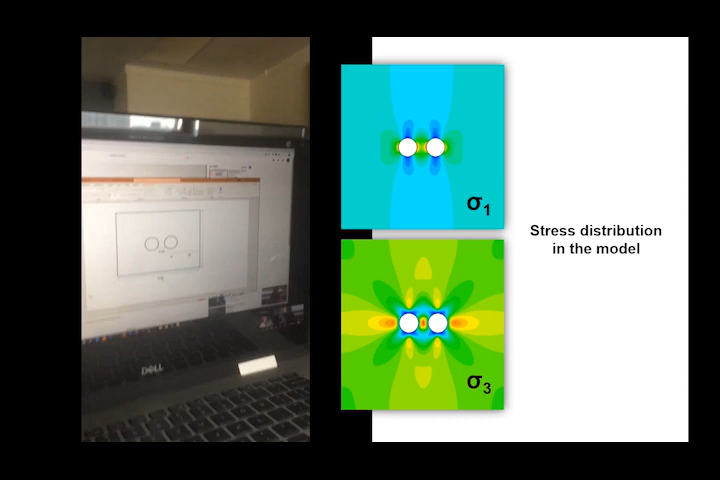 DELL
σ1
σ3
Stress distribution
in the model